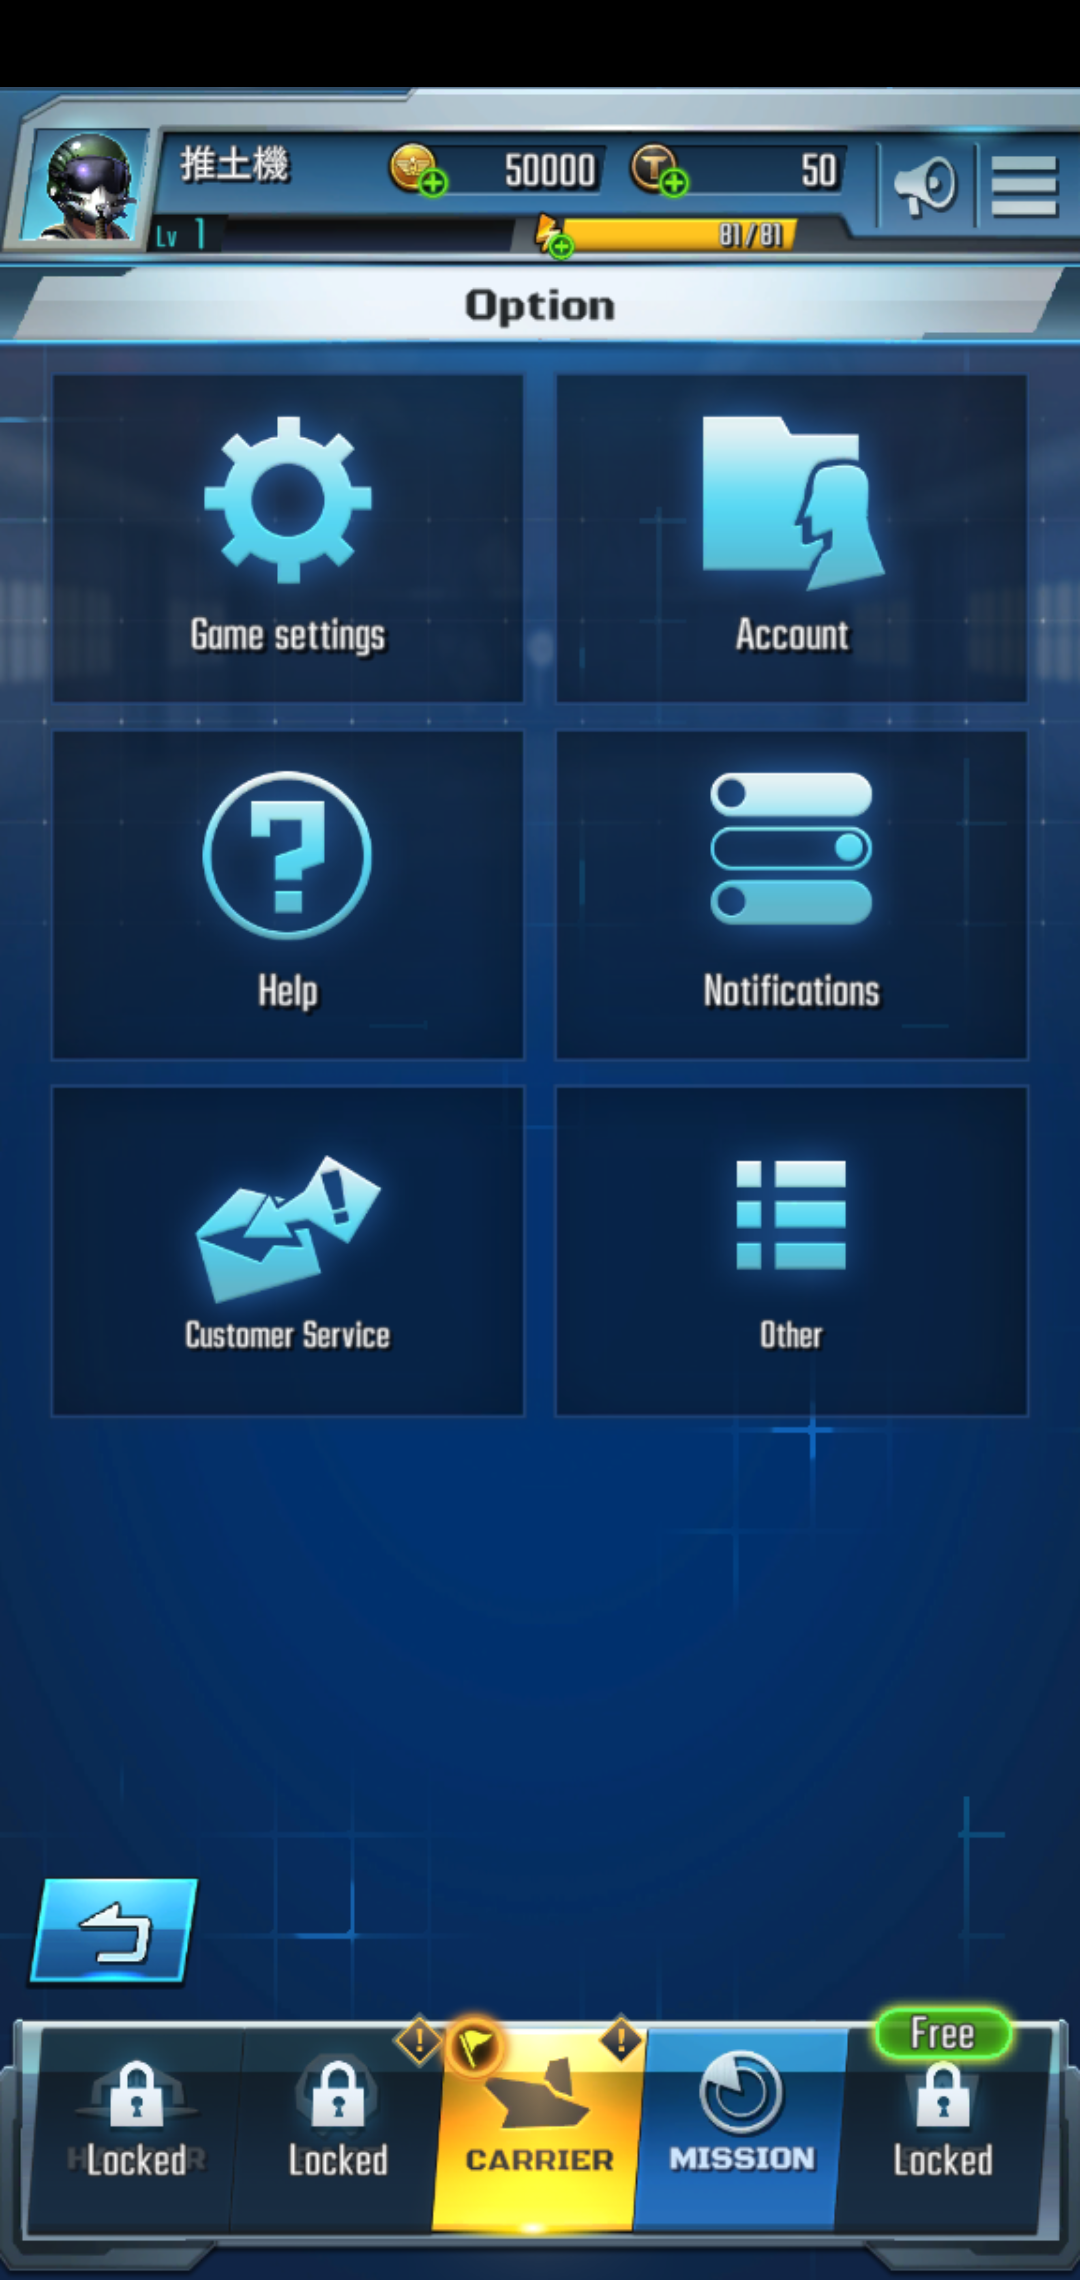 推土機
50000
50
Lv 1
81/81
Option
Game settings
Account
Help
Notifications
Customer Service
Other
Free
Locked
Locked
CARRIER
MISSION
Locked